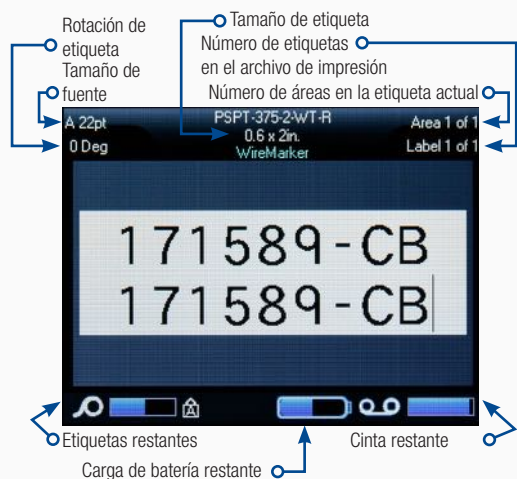 Rotación de
etiqueta
Tamaño de
fuente
Tamaño de etiqueta
Número de etiquetas
en el archivo de impresión
Número de áreas en la etiqueta actual
A 22pt
PSPT-375-2-WT-R
Area 1 of 1
0 Deg
0.6 x 2in.
Label 1 of 1
WireMarker
171589-CB
171589-CB
A
Etiquetas restantes
Cinta restante
Carga de batería restante